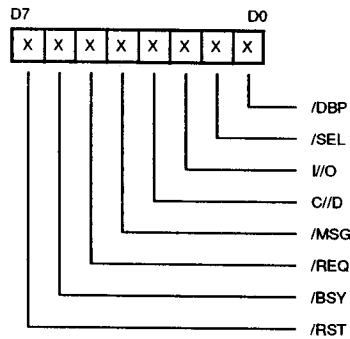 D7 D0
X X X X X X X X
/DBP
/SEL
I//O
C//D
/MSG
/REQ
/BSY
/RST